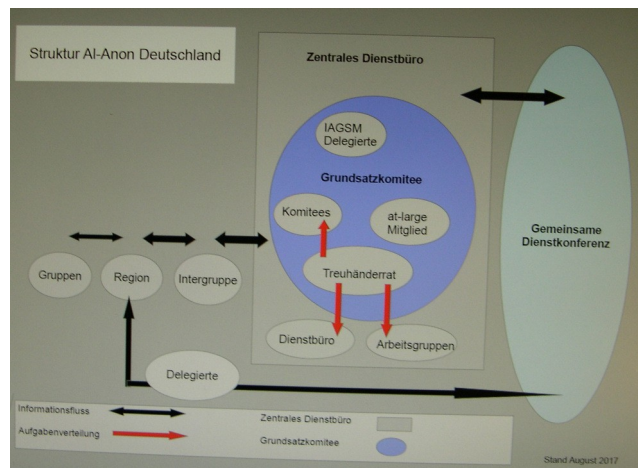 Struktur Al-Anon Deutschland
Zentrales Dienstbüro
IAGSM
Delegierte
Grundsatzkomitee
Komitees
at-large
Mitglied
Treuhänderrat
Gemeinsame
Dienstkonferenz
Gruppen
Region
Intergruppe
Dienstbüro
Arbeitsgruppen
Delegierte
Informationsfluss
Aufgabenverteilung
Zentrales Dienstbüro
Grundsatzkomitee
Stand August 2017